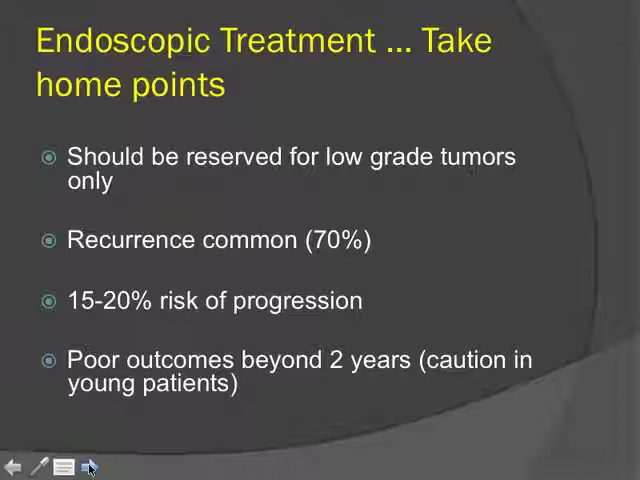 Endoscopic Treatment ... Take
home points
Should be reserved for low grade tumors
only
Recurrence common (70%)
15-20% risk of progression
Poor outcomes beyond 2 years (caution in
young patients)